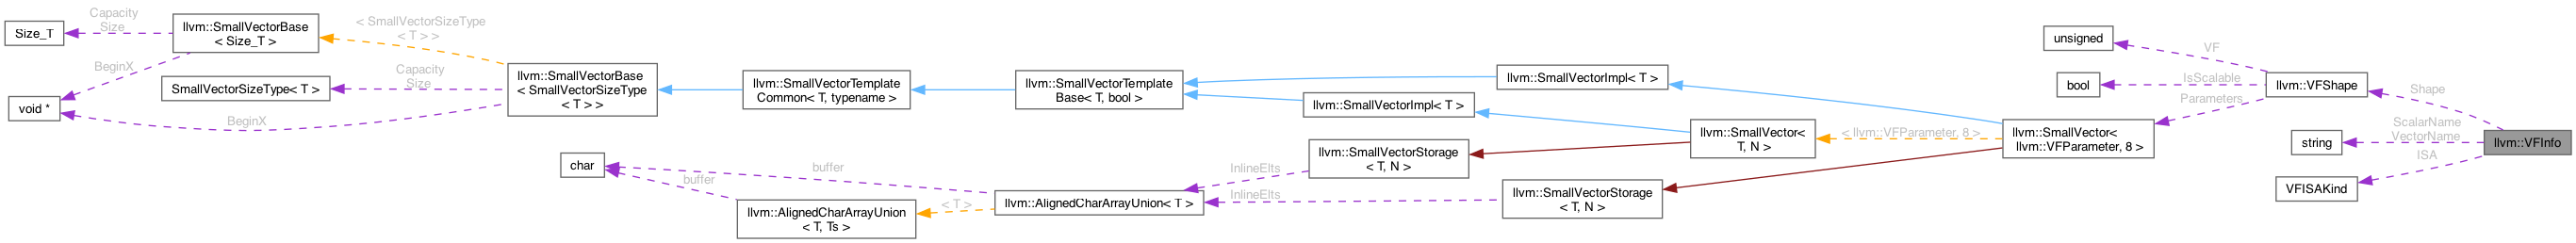 Size_T
Capacity
Size
llvm::SmallVectorBase
< Size_T >
BeginX
void *
SmallVectorSizeType< T >
< SmallVectorSizeType
< T > >
Capacity
Size
BeginX
llvm::SmallVectorBase
< SmallVectorSizeType
< T > >
llvm::SmallVectorTemplate
Common< T, typename >
llvm::SmallVectorTemplate
Base< T, bool >
llvm::SmallVectorImpl< T >
llvm::SmallVectorImpl< T >
char
buffer
buffer
llvm::AlignedCharArrayUnion
< T, Ts >
< T >
llvm::AlignedCharArrayUnion< T >
InlineElts
InlineElts
llvm::SmallVectorStorage
< T, N >
llvm::SmallVectorStorage
< T, N >
llvm::SmallVector<
T, N >
< llvm::VFParameter, 8 >
llvm::SmallVector<
llvm::VFParameter, 8 >
unsigned
bool
VF
IsScalable
Parameters
llvm::VFShape
Shape
string
ScalarName
VectorName
VFISAKind
ISA
llvm::VFInfo